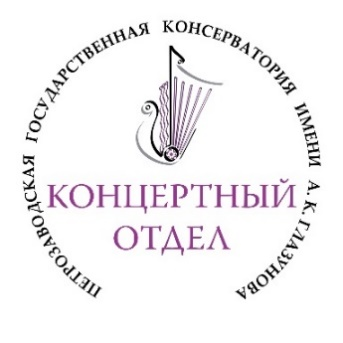 ПЕТРОЗАВОДСКАЯ ГОСУДАРСТВЕННАЯ КОНСЕРВАТОРИЯ ИМЕНИ А.К.ГЛАЗУНОВА
КОНЦЕРТНЫЙ
ОТДЕЛ